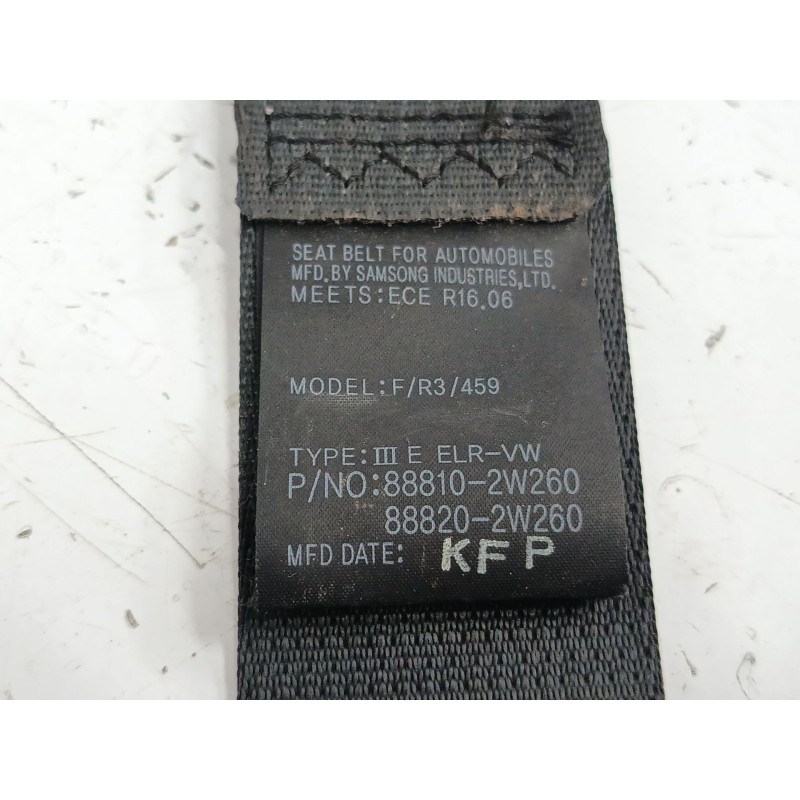 SEAT BELT FOR AUTOMOBILES
MFD.BY SAMSONG INDUSTRIES,LTD.
MEETS:ECE R16.06
MODEL:F/R3/459
TYPE:III E ELR-VW
P/NO:88810-2W260
88820-2W260
MFD DATE: KFP